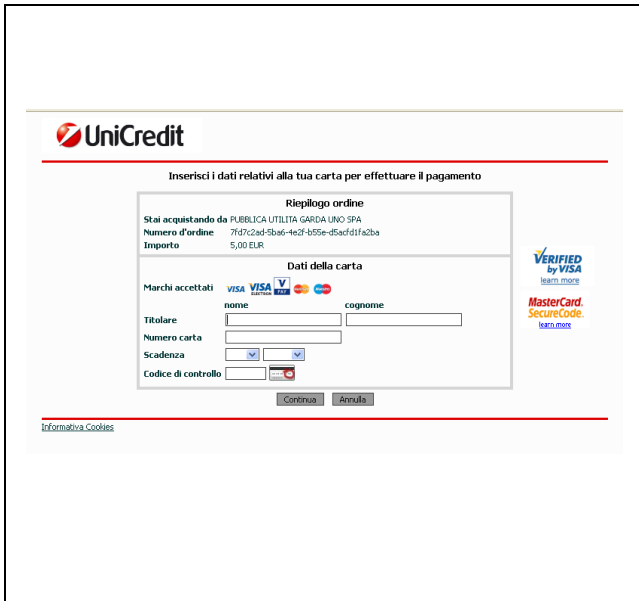 UniCredit
Inserisci i dati relativi alla tua carta per effettuare il pagamento
Riepilogo ordine
Stai acquistando da PUBBLICA UTILITA GARDA UNO SPA
Numero d'ordine 7fd7c2ad-5ba6-4e2f-b55e-d5acfd1fa2ba
Importo 5,00 EUR
Dati della carta
Marchi accettati VISA VISA ELECTRON V PAY
nome cognome
Titolare
Numero carta
Scadenza
Codice di controllo
Continua Annulla
VERIFIED
by VISA
learn more
MasterCard.
SecureCode.
learn more
Informativa Cookies